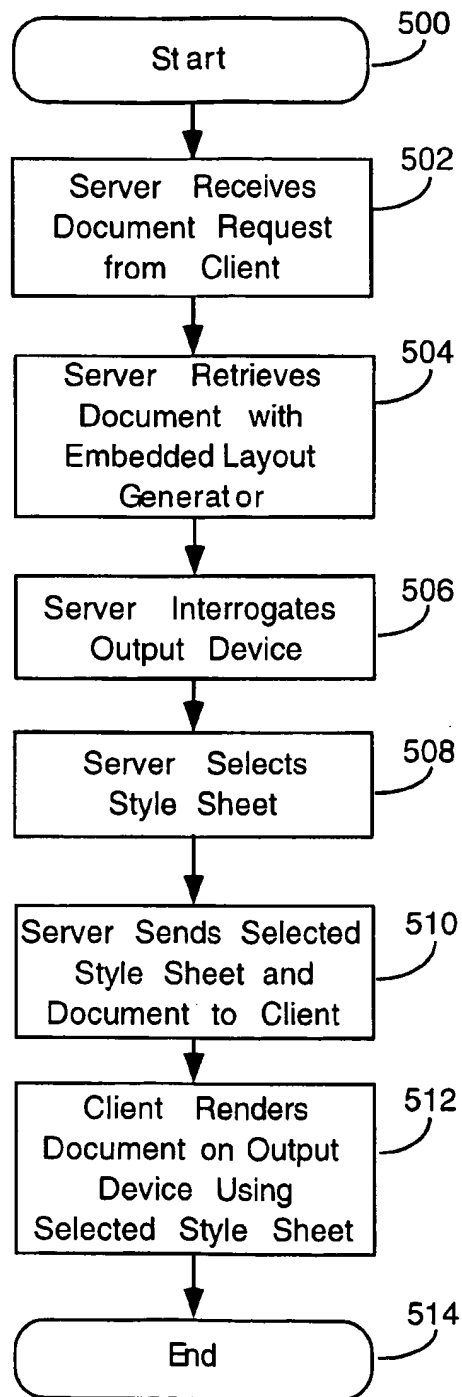 500
Start
502
Server Receives
Document Request
from Client
504
Server Retrieves
Document with
Embedded Layout
Generator
506
Server Interrogates
Output Device
508
Server Selects
Style Sheet
510
Server Sends Selected
Style Sheet and
Document to Client
512
Client Renders
Document on Output
Device Using
Selected Style Sheet
514
End